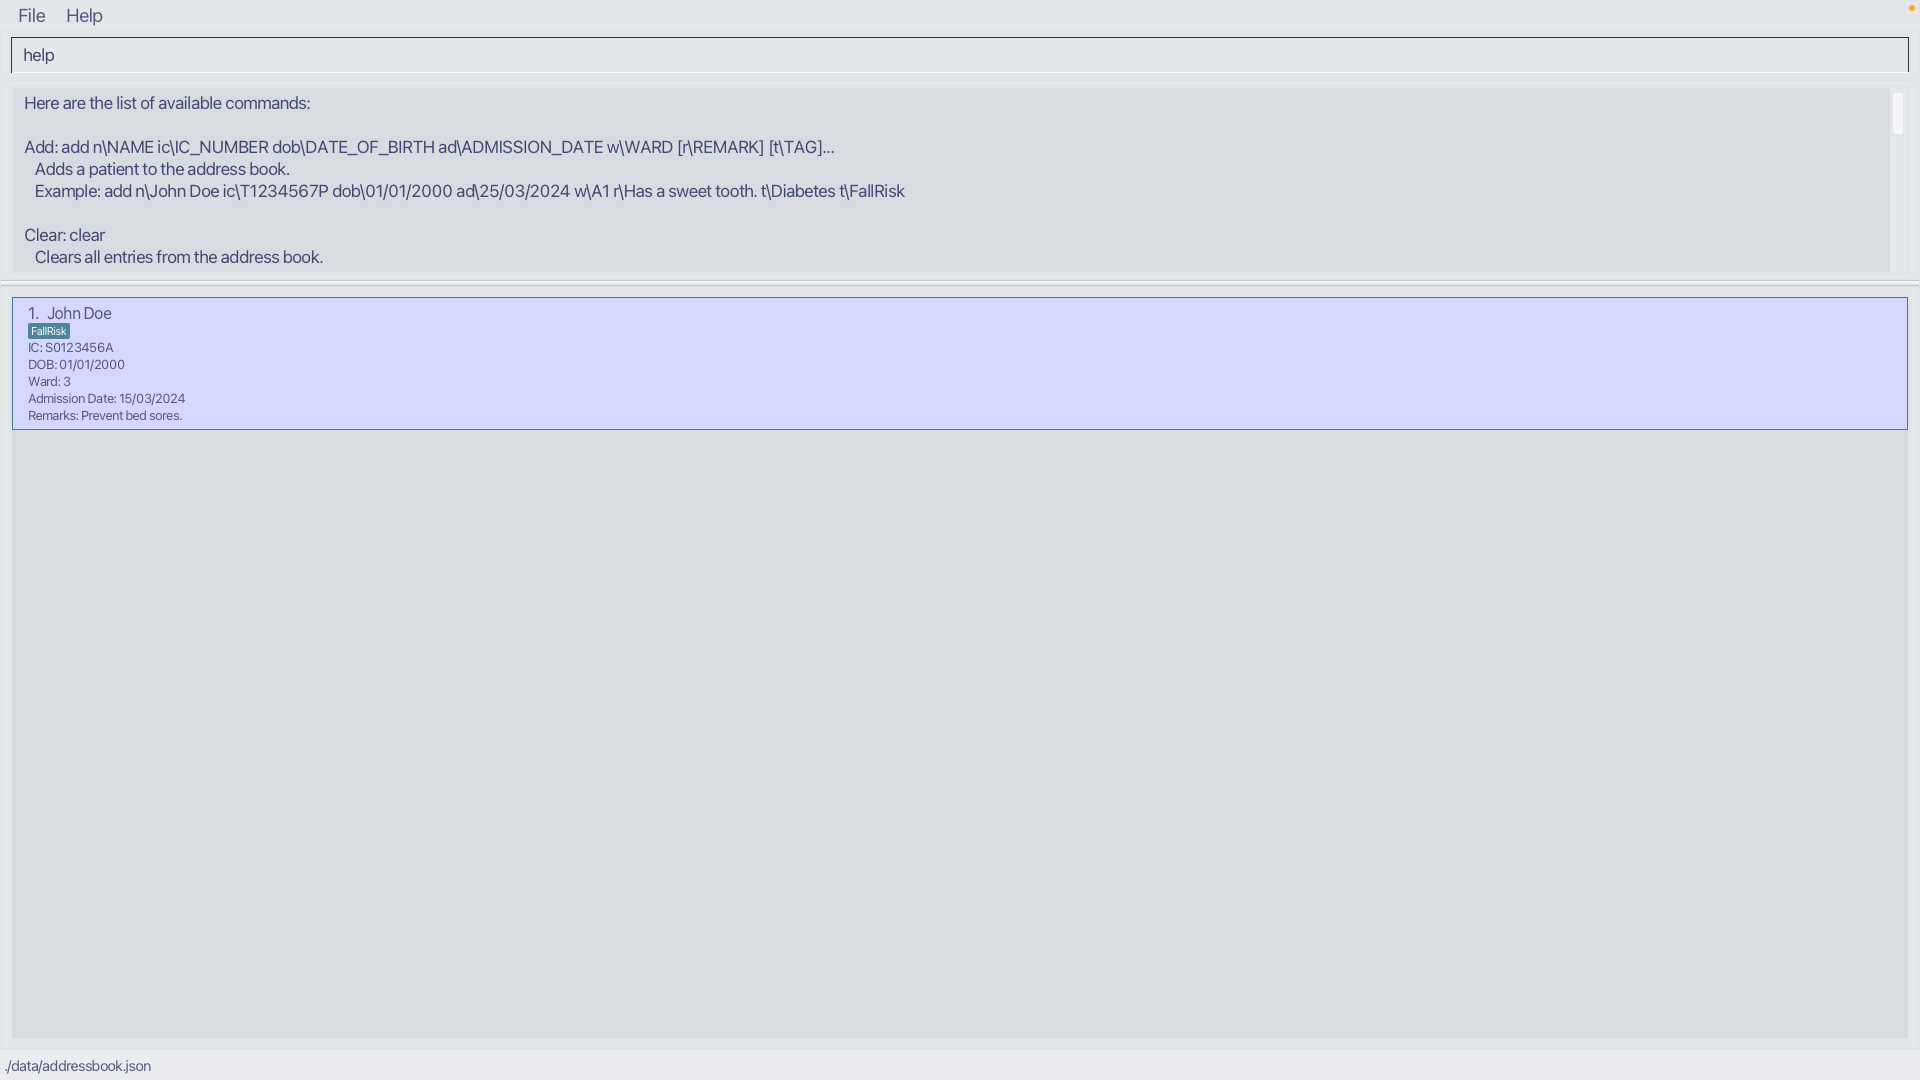 File Help
help
Here are the list of available commands:
Add: add n\NAME ic\IC_NUMBER dob\DATE_OF_BIRTH ad\ADMISSION_DATE w\WARD [r\REMARK] [t\TAG]...
Adds a patient to the address book.
Example: add n\John Doe ic\T1234567P dob\01/01/2000 ad\25/03/2024 w\A1 r\Has a sweet tooth. t\Diabetes t\FallRisk
Clear: clear
Clears all entries from the address book.
1. John Doe
FallRisk
IC: S0123456A
DOB: 01/01/2000
Ward: 3
Admission Date: 15/03/2024
Remarks: Prevent bed sores.
./data/addressbook.json